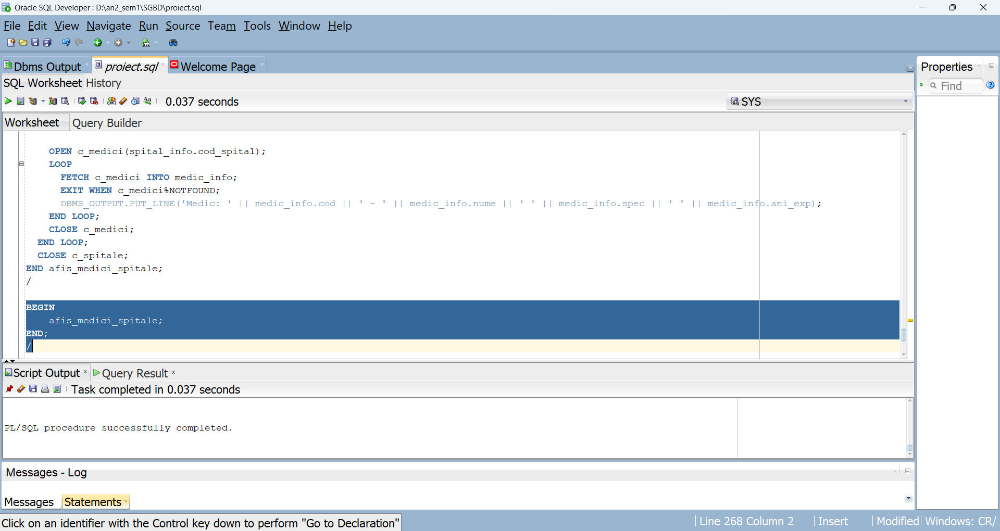 Oracle SQL Developer : D:\an2_sem1\SGBD\proiect.sql
File Edit View Navigate Run Source Team Tools Window Help
Dbms Output proiect.sql Welcome Page
Properties
SQL Worksheet History
Find
0.037 seconds
SYS
Worksheet Query Builder
OPEN c_medici(spital_info.cod_spital);
LOOP
FETCH c_medici INTO medic_info;
EXIT WHEN c_medici%NOTFOUND;
DBMS_OUTPUT.PUT_LINE('Medic: ' || medic_info.cod || ' - ' || medic_info.nume || ' ' || medic_info.spec || ' ' || medic_info.ani_exp);
END LOOP;
CLOSE c_medici;
END LOOP;
CLOSE c_spitale;
END afis_medici_spitale;
/
BEGIN
afis_medici_spitale;
END;
/
Script Output Query Result
Task completed in 0.037 seconds
PL/SQL procedure successfully completed.
Messages - Log
Messages Statements
Click on an identifier with the Control key down to perform "Go to Declaration"
Line 268 Column 2 Insert Modified Windows: CR/